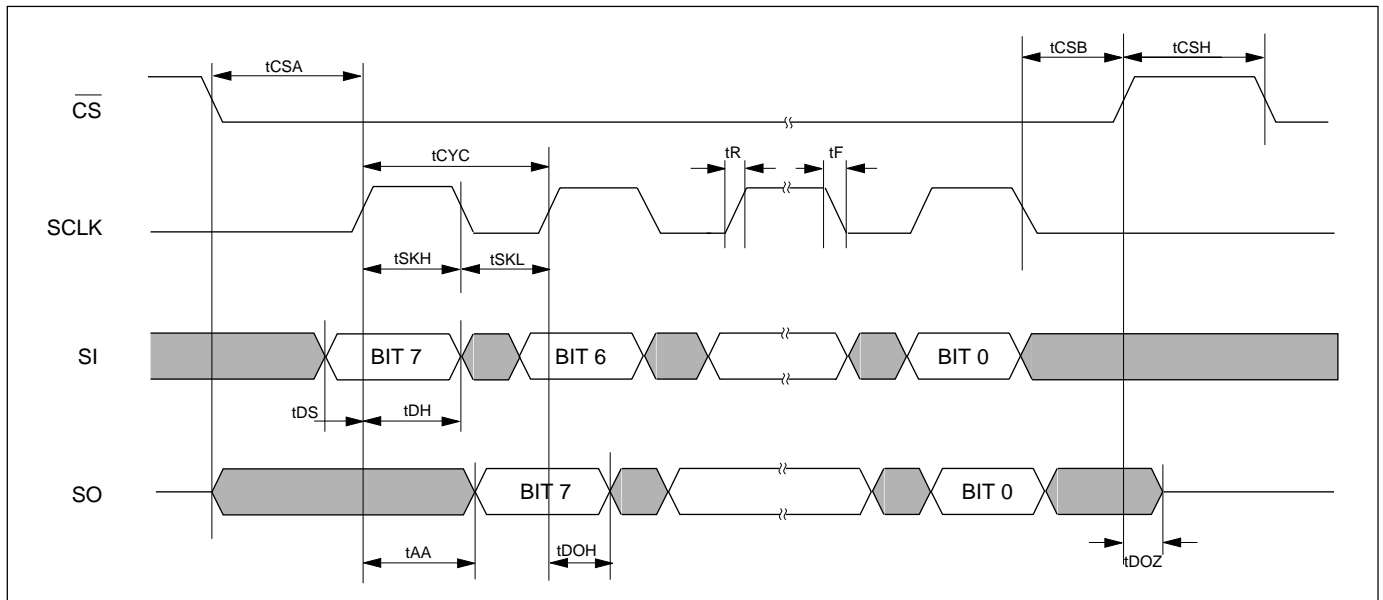 tCSA
tCSB
tCSH
CS
tCYC
tR
tF
SCLK
tSKH
tSKL
SI
BIT 7
BIT 6
BIT 0
tDS
tDH
SO
BIT 7
BIT 0
tAA
tDOH
tDOZ